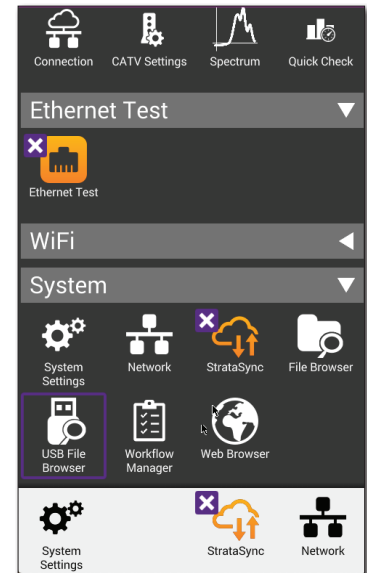 Connection CATV Settings Spectrum Quick Check
Ethernet Test
Ethernet Test
WiFi
System
System Settings
Network
StrataSync
File Browser
USB File Browser
Workflow Manager
Web Browser
System Settings
StrataSync
Network